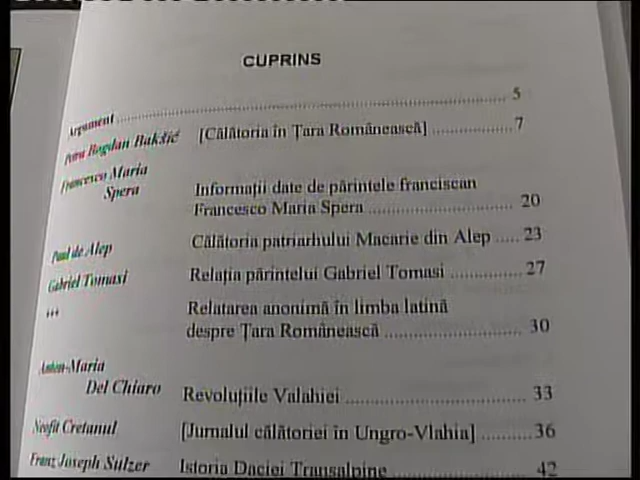 CUPRINS
Argument ........................................ 5
Petru Bogdan Bakšić [Călătoria în Țara Românească] ................ 7
Francesco Maria
Spera Informații date de părintele franciscan
Francesco Maria Spera ........................ 20
Paul de Alep Călătoria patriarhului Macarie din Alep ..... 23
Gabriel Tomasi Relația părintelui Gabriel Tomasi ............ 27
*** Relatarea anonimă în limba latină
despre Țara Românească ....................... 30
Anton-Maria
Del Chiaro Revoluțiile Valahiei ............................... 33
Neofit Cretanul [Jurnalul călătoriei în Ungro-Vlahia] ......... 36
Franz Joseph Sulzer Istoria Daciei Transalpine ...................... 42